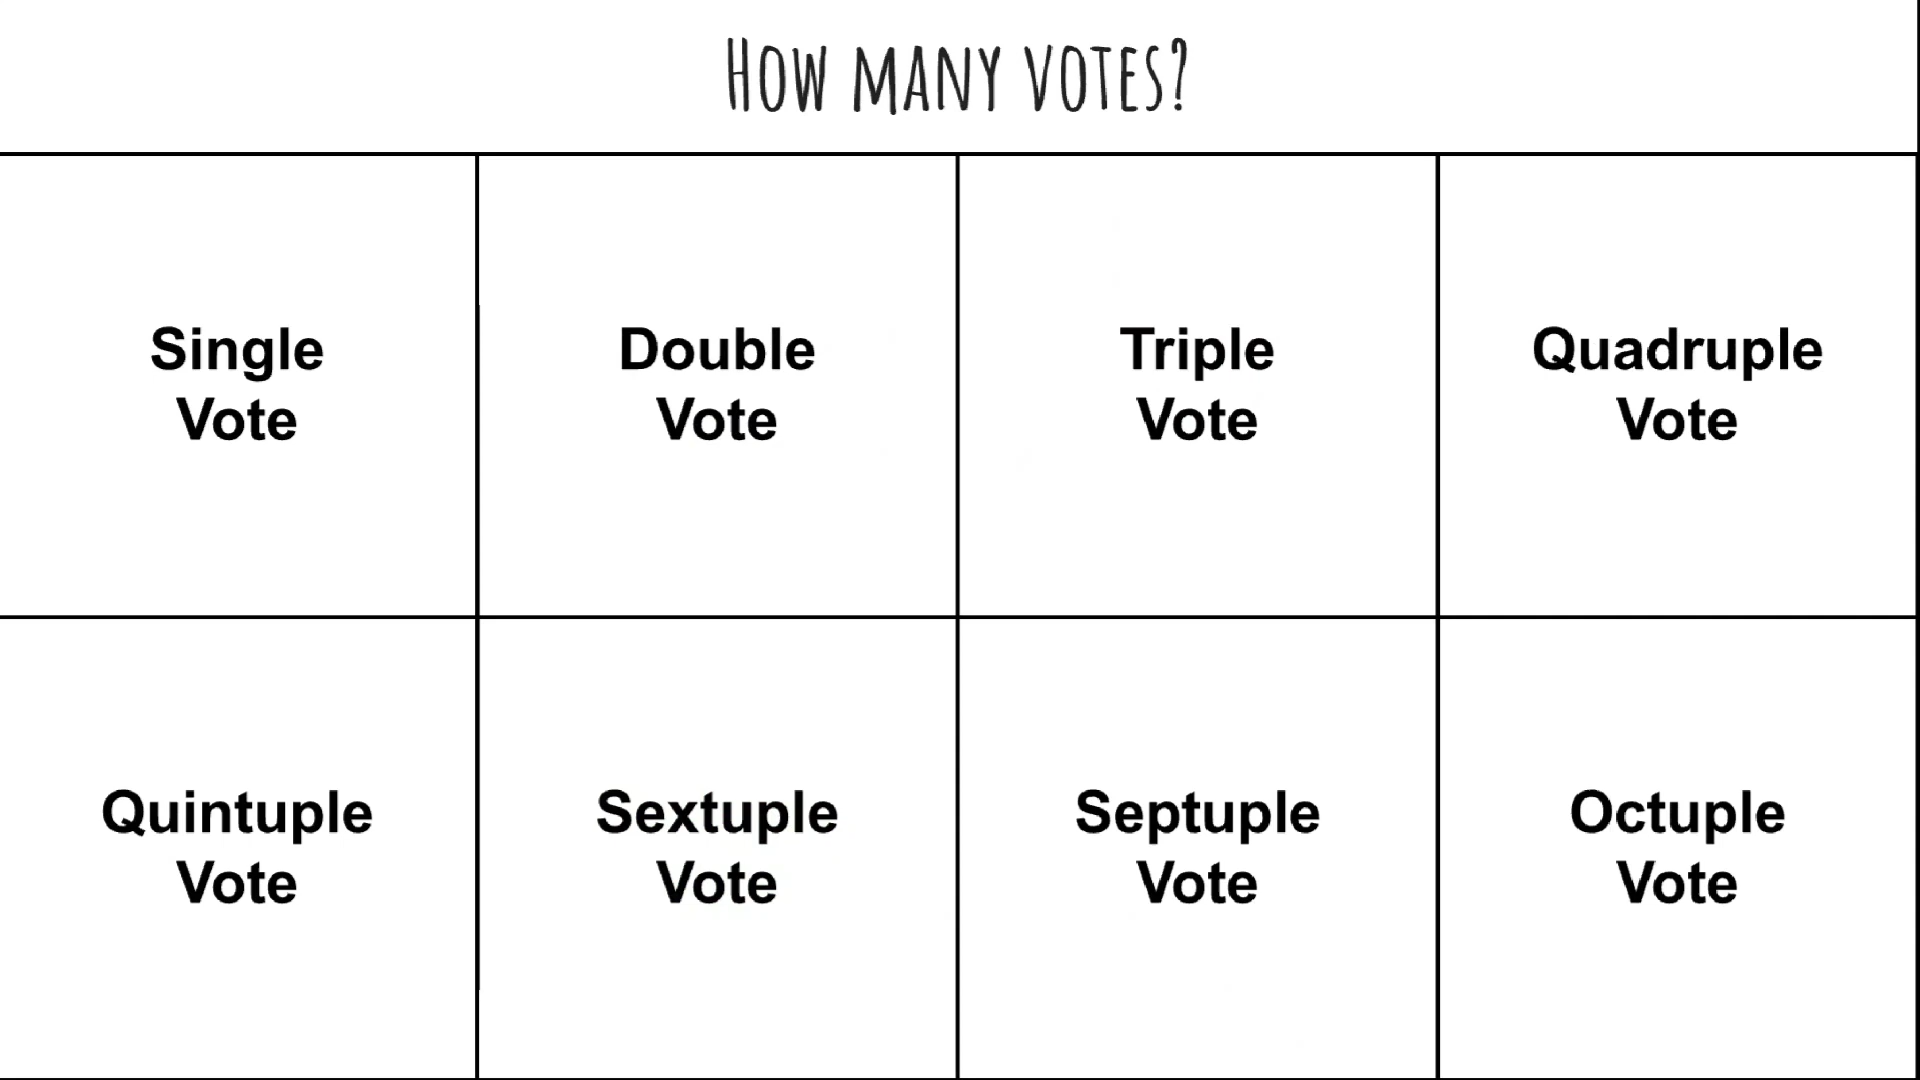 How many votes?
Single
Vote
Double
Vote
Triple
Vote
Quadruple
Vote
Quintuple
Vote
Sextuple
Vote
Septuple
Vote
Octuple
Vote